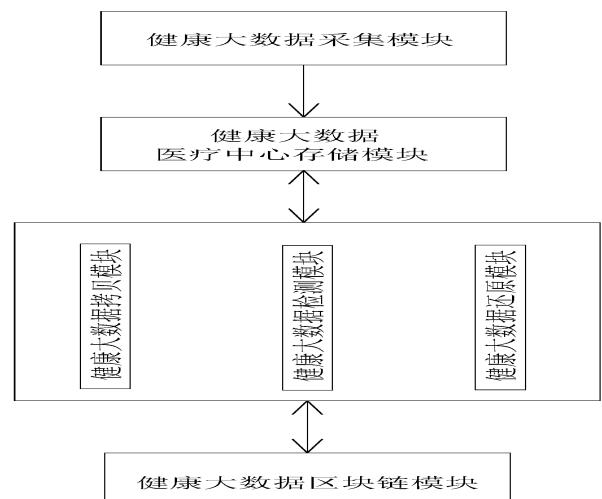 健康大数据采集模块
健康大数据
医疗中心存储模块
健康大数据拷贝模块
健康大数据检测模块
健康大数据还原模块
健康大数据区块链模块